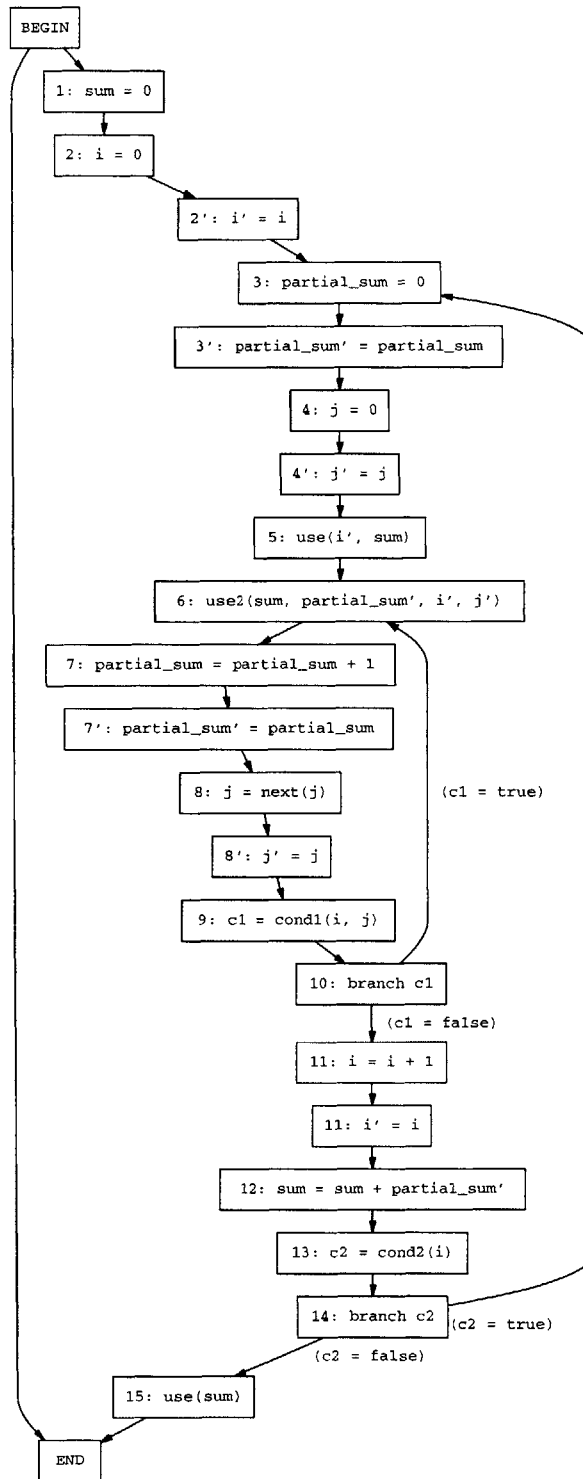 BEGIN
1: sum = 0
2: i = 0
2': i' = i
3: partial_sum = 0
3': partial_sum' = partial_sum
4: j = 0
4': j' = j
5: use(i', sum)
6: use2(sum, partial_sum', i', j')
7: partial_sum = partial_sum + 1
7': partial_sum' = partial_sum
8: j = next(j)
(c1 = true)
8': j' = j
9: c1 = cond1(i, j)
10: branch c1
(c1 = false)
11: i = i + 1
11: i' = i
12: sum = sum + partial_sum'
13: c2 = cond2(i)
14: branch c2
(c2 = true)
(c2 = false)
15: use(sum)
END